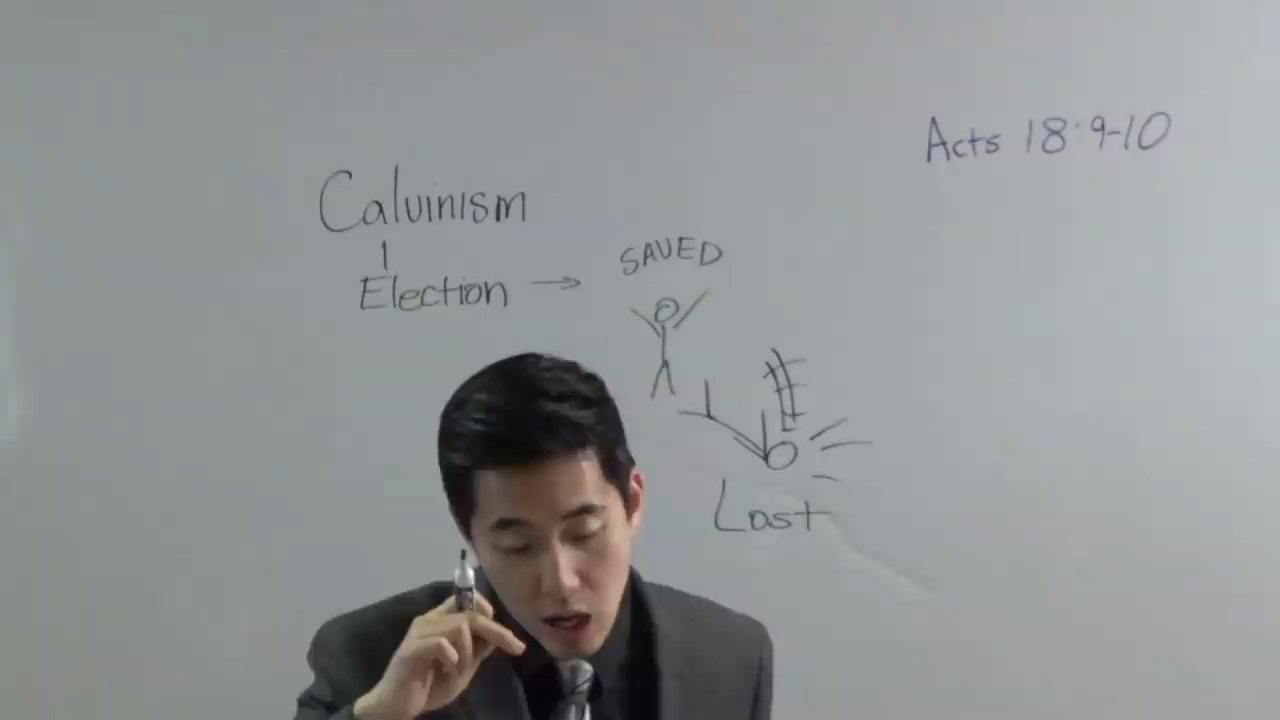 Acts 18:9-10
Calvinism
SAVED
Election →
Lost